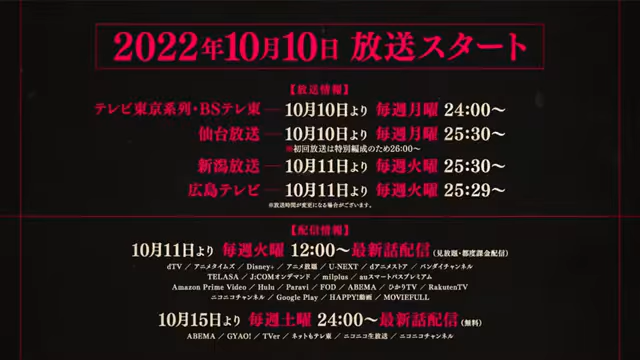 2022年10月10日 放送スタート
【放送情報】
テレビ東京系列・BSテレ東 ― 10月10日より 毎週月曜 24:00～
仙台放送 ― 10月10日より 毎週月曜 25:30～
※初回放送は特別編成のため26:00～
新潟放送 ― 10月11日より 毎週火曜 25:30～
広島テレビ ― 10月11日より 毎週火曜 25:29～
※放送時間が変更になる場合がございます。
【配信情報】
10月11日より 毎週火曜 12:00～最新話配信（見放題・都度課金配信）
dTV ／ アニメタイムズ ／ Disney+ ／ アニメ放題 ／ U-NEXT ／ dアニメストア ／ バンダイチャンネル
TELASA ／ J:COMオンデマンド ／ milplus ／ auスマートパスプレミアム
Amazon Prime Video ／ Hulu ／ Paravi ／ FOD ／ ABEMA ／ ひかりTV ／ RakutenTV
ニコニコチャンネル ／ Google Play ／ HAPPY!動画 ／ MOVIEFULL
10月15日より 毎週土曜 24:00～最新話配信（無料）
ABEMA ／ GYAO! ／ TVer ／ ネットもテレ東 ／ ニコニコ生放送 ／ ニコニコチャンネル